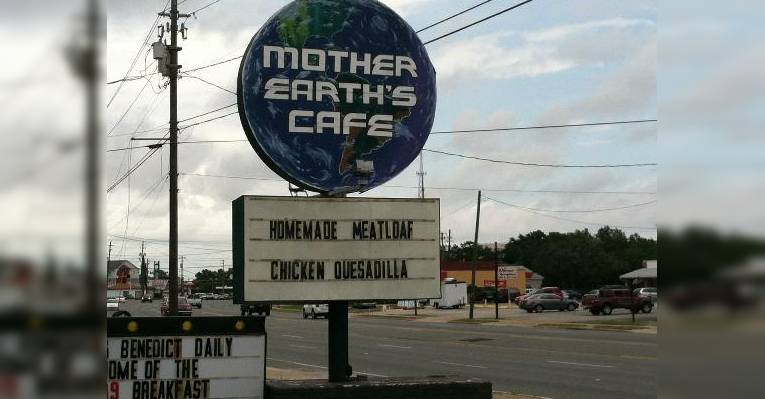 MOTHER
EARTH'S
CAFE
HOMEMADE MEATLOAF
CHICKEN QUESADILLA
BENEDICT DAILY
OME OF THE
9 BREAKFAST